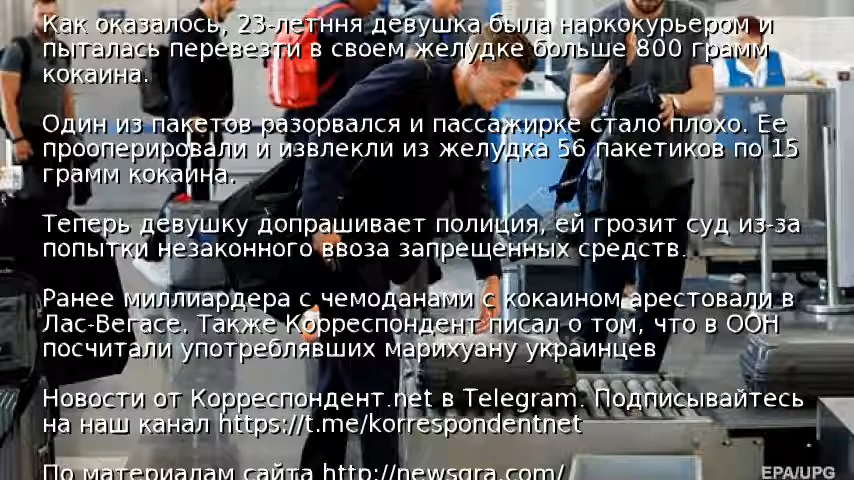 Как оказалось, 23-летння девушка была наркокурьером и
пыталась перевезти в своем желудке больше 800 грамм
кокаина.
Один из пакетов разорвался и пассажирке стало плохо. Ее
прооперировали и извлекли из желудка 56 пакетиков по 15
грамм кокаина.
Теперь девушку допрашивает полиция, ей грозит суд из-за
попытки незаконного ввоза запрещенных средств.
Ранее миллиардера с чемоданами с кокаином арестовали в
Лас-Вегасе. Также Корреспондент писал о том, что в ООН
посчитали употреблявших марихуану украинцев
Новости от Корреспондент.net в Telegram. Подписывайтесь
на наш канал https://t.me/korrespondentnet
По материалам сайта http://newsgra.com/
EPA/UPG